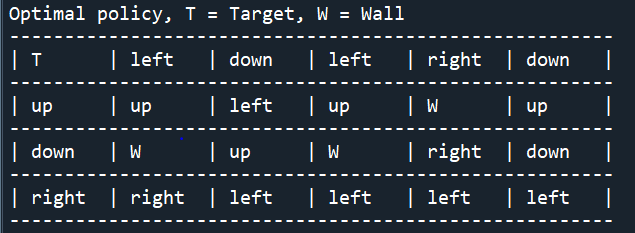 Optimal policy, T = Target, W = Wall
-------------------------------------------------------
| T | left | down | left | right | down |
-------------------------------------------------------
| up | up | left | up | W | up |
-------------------------------------------------------
| down | W | up | W | right | down |
-------------------------------------------------------
| right | right | left | left | left | left |
-------------------------------------------------------